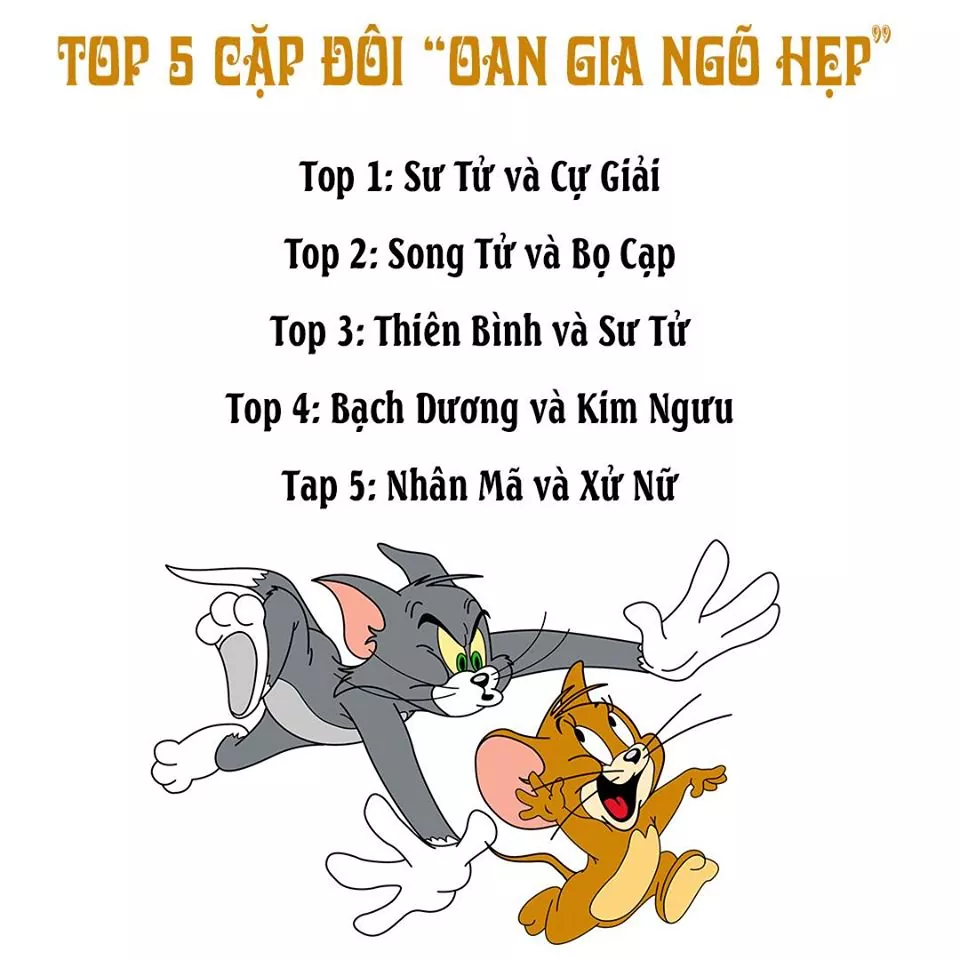 TOP 5 CẶP ĐÔI “OAN GIA NGÕ HẸP”
Top 1: Sư Tử và Cự Giải
Top 2: Song Tử và Bọ Cạp
Top 3: Thiên Bình và Sư Tử
Top 4: Bạch Dương và Kim Ngưu
Tap 5: Nhân Mã và Xử Nữ